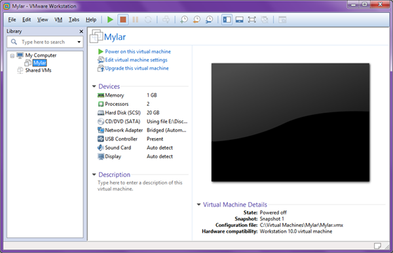 Mylar - VMware Workstation
File Edit View VM Tabs Help
Library
Type here to search
My Computer
Mylar
Shared VMs
Mylar
Power on this virtual machine
Edit virtual machine settings
Upgrade this virtual machine
Devices
Memory 1 GB
Processors 2
Hard Disk (SCSI) 20 GB
CD/DVD (SATA) Using file E:\Disc...
Network Adapter Bridged (Autom...
USB Controller Present
Sound Card Auto detect
Display Auto detect
Description
Type here to enter a description of this
virtual machine.
Virtual Machine Details
State: Powered off
Snapshot: Snapshot 1
Configuration file: C:\Virtual Machines\Mylar\Mylar.vmx
Hardware compatibility: Workstation 10.0 virtual machine